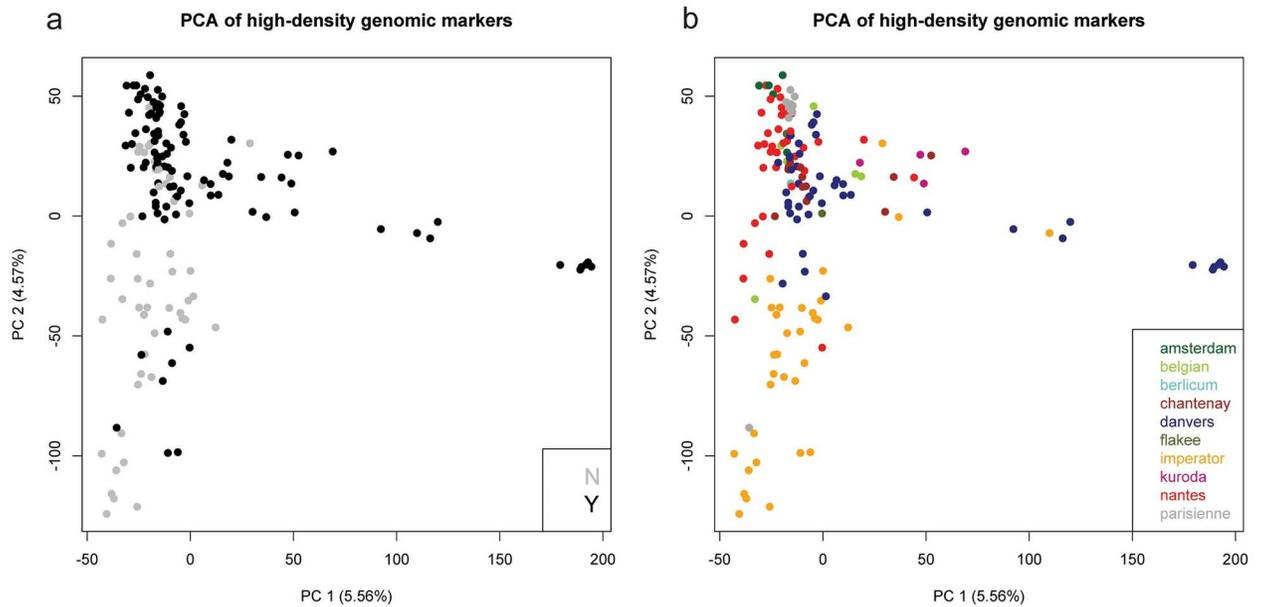 a
PCA of high-density genomic markers
50
0
-50
-100
PC 2 (4.57%)
-50 0 50 100 150 200
PC 1 (5.56%)
N
Y
b
PCA of high-density genomic markers
50
0
-50
-100
PC 2 (4.57%)
-50 0 50 100 150 200
PC 1 (5.56%)
amsterdam
belgian
berlicum
chantenay
danvers
flakee
imperator
kuroda
nantes
parisienne